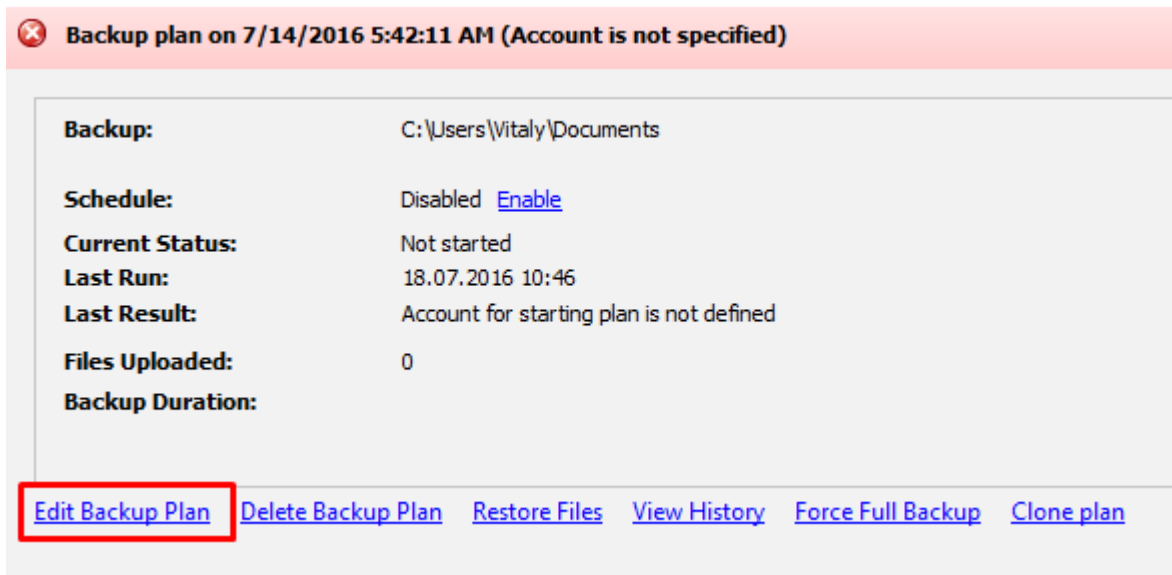 Backup plan on 7/14/2016 5:42:11 AM (Account is not specified)
Backup: C:\Users\Vitaly\Documents
Schedule: Disabled Enable
Current Status: Not started
Last Run: 18.07.2016 10:46
Last Result: Account for starting plan is not defined
Files Uploaded: 0
Backup Duration:
Edit Backup Plan Delete Backup Plan Restore Files View History Force Full Backup Clone plan